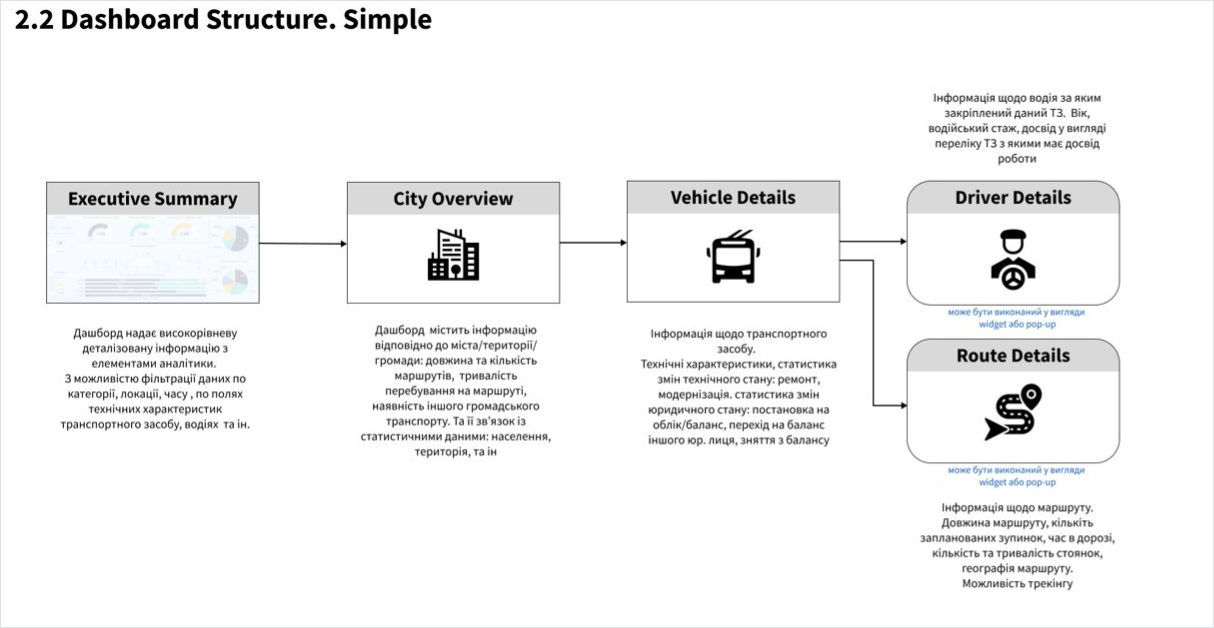 2.2 Dashboard Structure. Simple
Executive Summary
Дашборд надає високорівневу
деталізовану інформацію з
елементами аналітики.
З можливістю фільтрації даних по
категорії, локації, часу , по полях
технічних характеристик
транспортного засобу, водіях та ін.
City Overview
Дашборд містить інформацію
відповідно до міста/території/
громади: довжина та кількість
маршрутів, тривалість
перебування на маршруті,
наявність іншого громадського
транспорту. Та її зв'язок із
статистичними даними: населення,
територія, та ін
Vehicle Details
Інформація щодо транспортного
засобу.
Технічні характеристики, статистика
змін технічного стану: ремонт,
модернізація. статистика змін
юридичного стану: постановка на
облік/баланс, перехід на баланс
іншого юр. лиця, зняття з балансу
Інформація щодо водія за яким
закріплений даний ТЗ. Вік,
водійський стаж, досвід у вигляді
переліку ТЗ з якими має досвід
роботи
Driver Details
може бути виконаний у вигляди
widget або pop-up
Route Details
може бути виконаний у вигляди
widget або pop-up
Інформація щодо маршруту.
Довжина маршруту, кількіть
запланованих зупинок, час в дорозі,
кількість та тривалість стоянок,
географія маршруту.
Можливість трекінгу